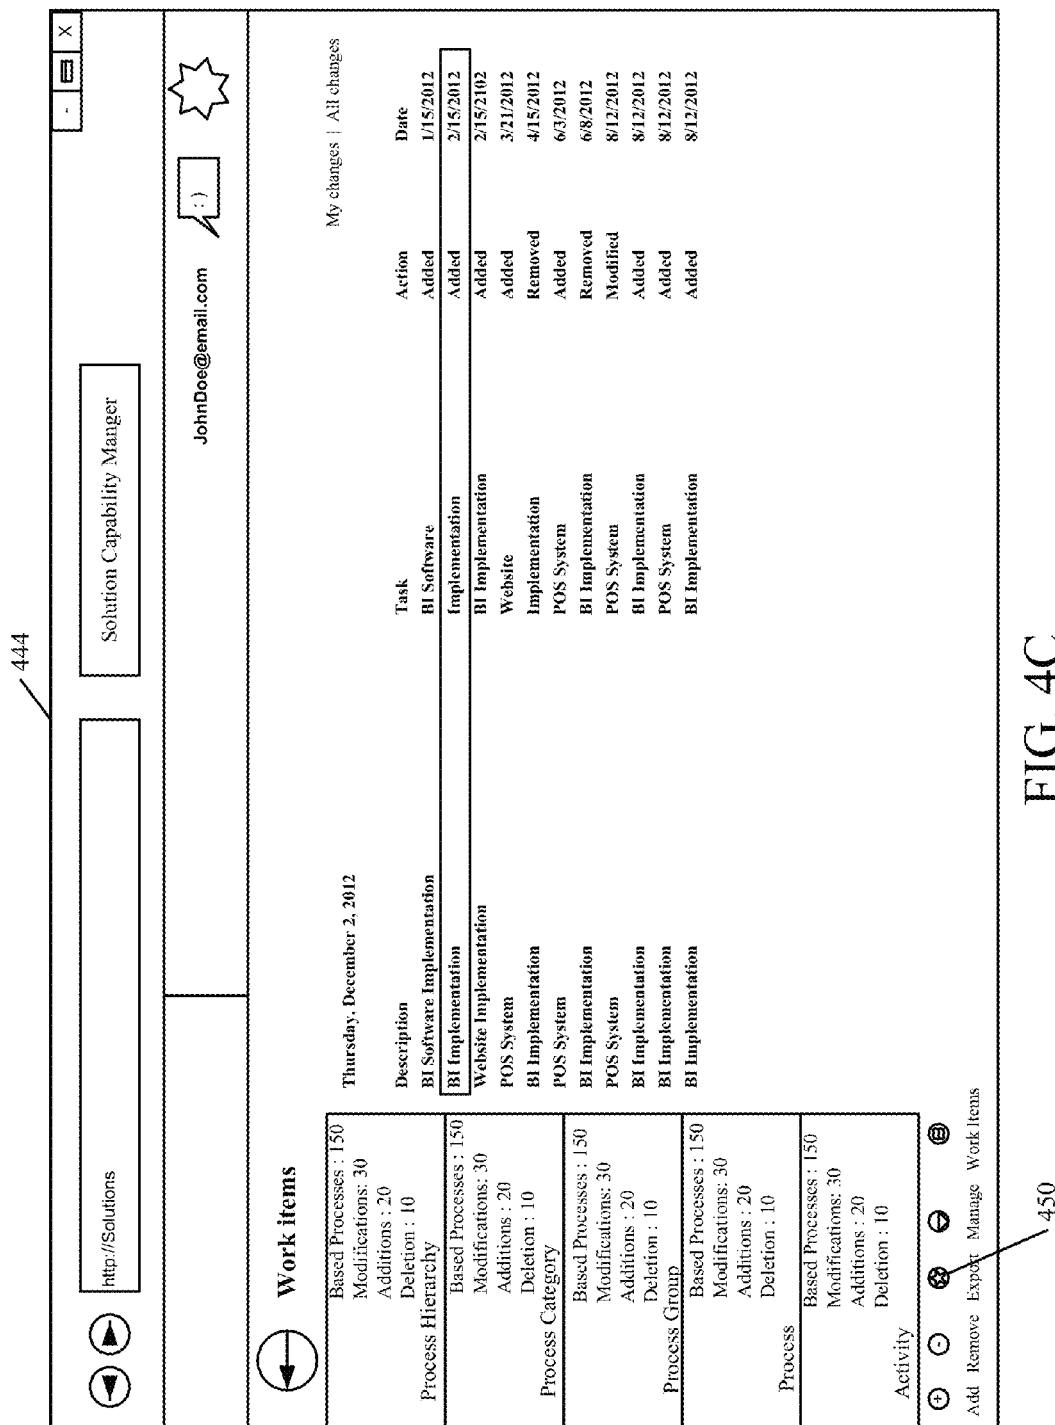 444
- X
http://Solutions
Solution Capability Manger
JohnDoe@email.com
: )
Work items
My changes | All changes
Thursday, December 2, 2012
Description Task Action Date
BI Software Implementation BI Software Added 1/15/2012
BI Implementation Implementation Added 2/15/2012
Website Implementation BI Implementation Added 2/15/2102
POS System Website Added 3/21/2012
BI Implementation Implementation Removed 4/15/2012
POS System POS System Added 6/3/2012
BI Implementation BI Implementation Removed 6/8/2012
POS System POS System Modified 8/12/2012
BI Implementation BI Implementation Added 8/12/2012
BI Implementation POS System Added 8/12/2012
BI Implementation BI Implementation Added 8/12/2012
Based Processes : 150
Modifications: 30
Additions : 20
Deletion : 10
Process Hierarchy
Based Processes : 150
Modifications: 30
Additions : 20
Deletion : 10
Process Category
Based Processes : 150
Modifications: 30
Additions : 20
Deletion : 10
Process Group
Based Processes : 150
Modifications: 30
Additions : 20
Deletion : 10
Process
Based Processes : 150
Modifications: 30
Additions : 20
Deletion : 10
Activity
+ -
Add Remove Export Manage Work Items
450
FIG. 4C